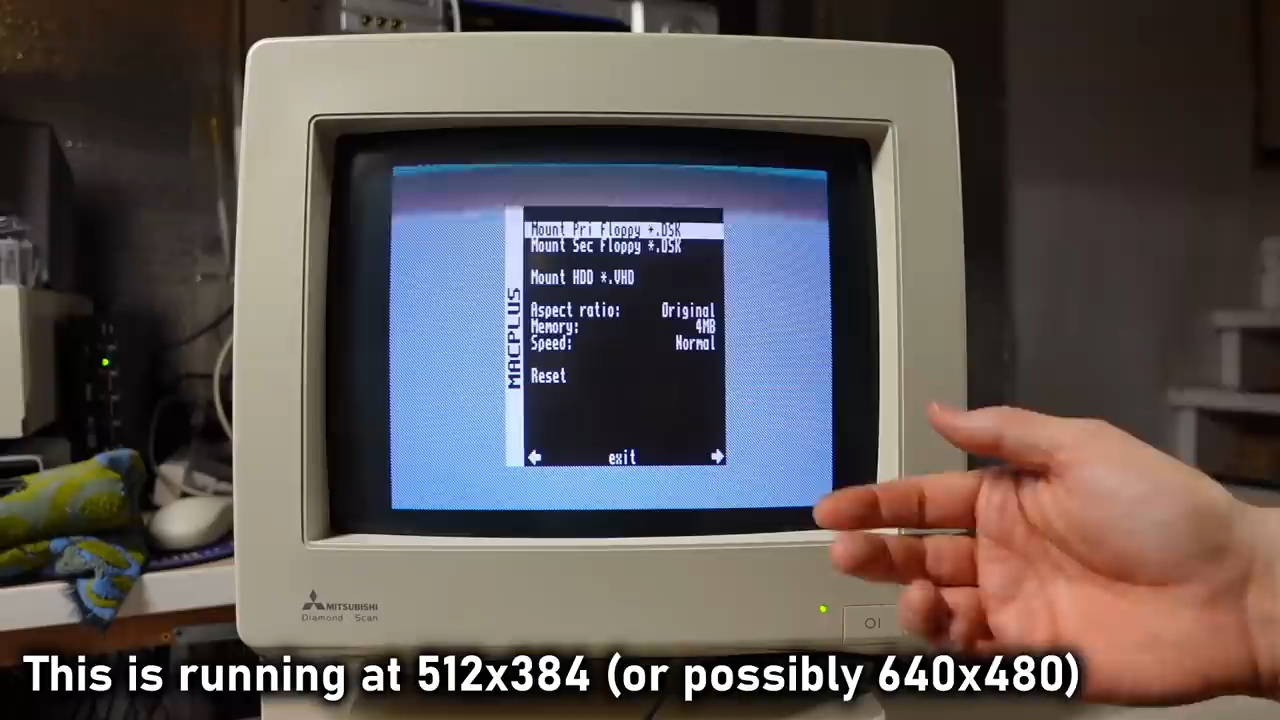 Mount Pri Floppy *.DSK
Mount Sec Floppy *.DSK
Mount HDD *.VHD
Aspect ratio: Original
Memory: 4MB
Speed: Normal
Reset
exit
MACPLUS
MITSUBISHI
Diamond Scan
This is running at 512x384 (or possibly 640x480)